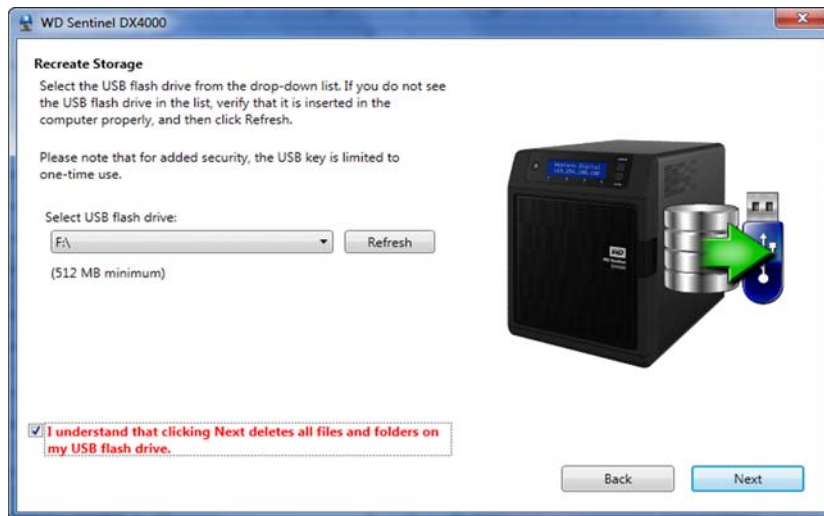 WD Sentinel DX4000
Recreate Storage
Select the USB flash drive from the drop-down list. If you do not see
the USB flash drive in the list, verify that it is inserted in the
computer properly, and then click Refresh.
Please note that for added security, the USB key is limited to
one-time use.
Select USB flash drive:
F:\
Refresh
(512 MB minimum)
WD
I understand that clicking Next deletes all files and folders on
my USB flash drive.
Back
Next